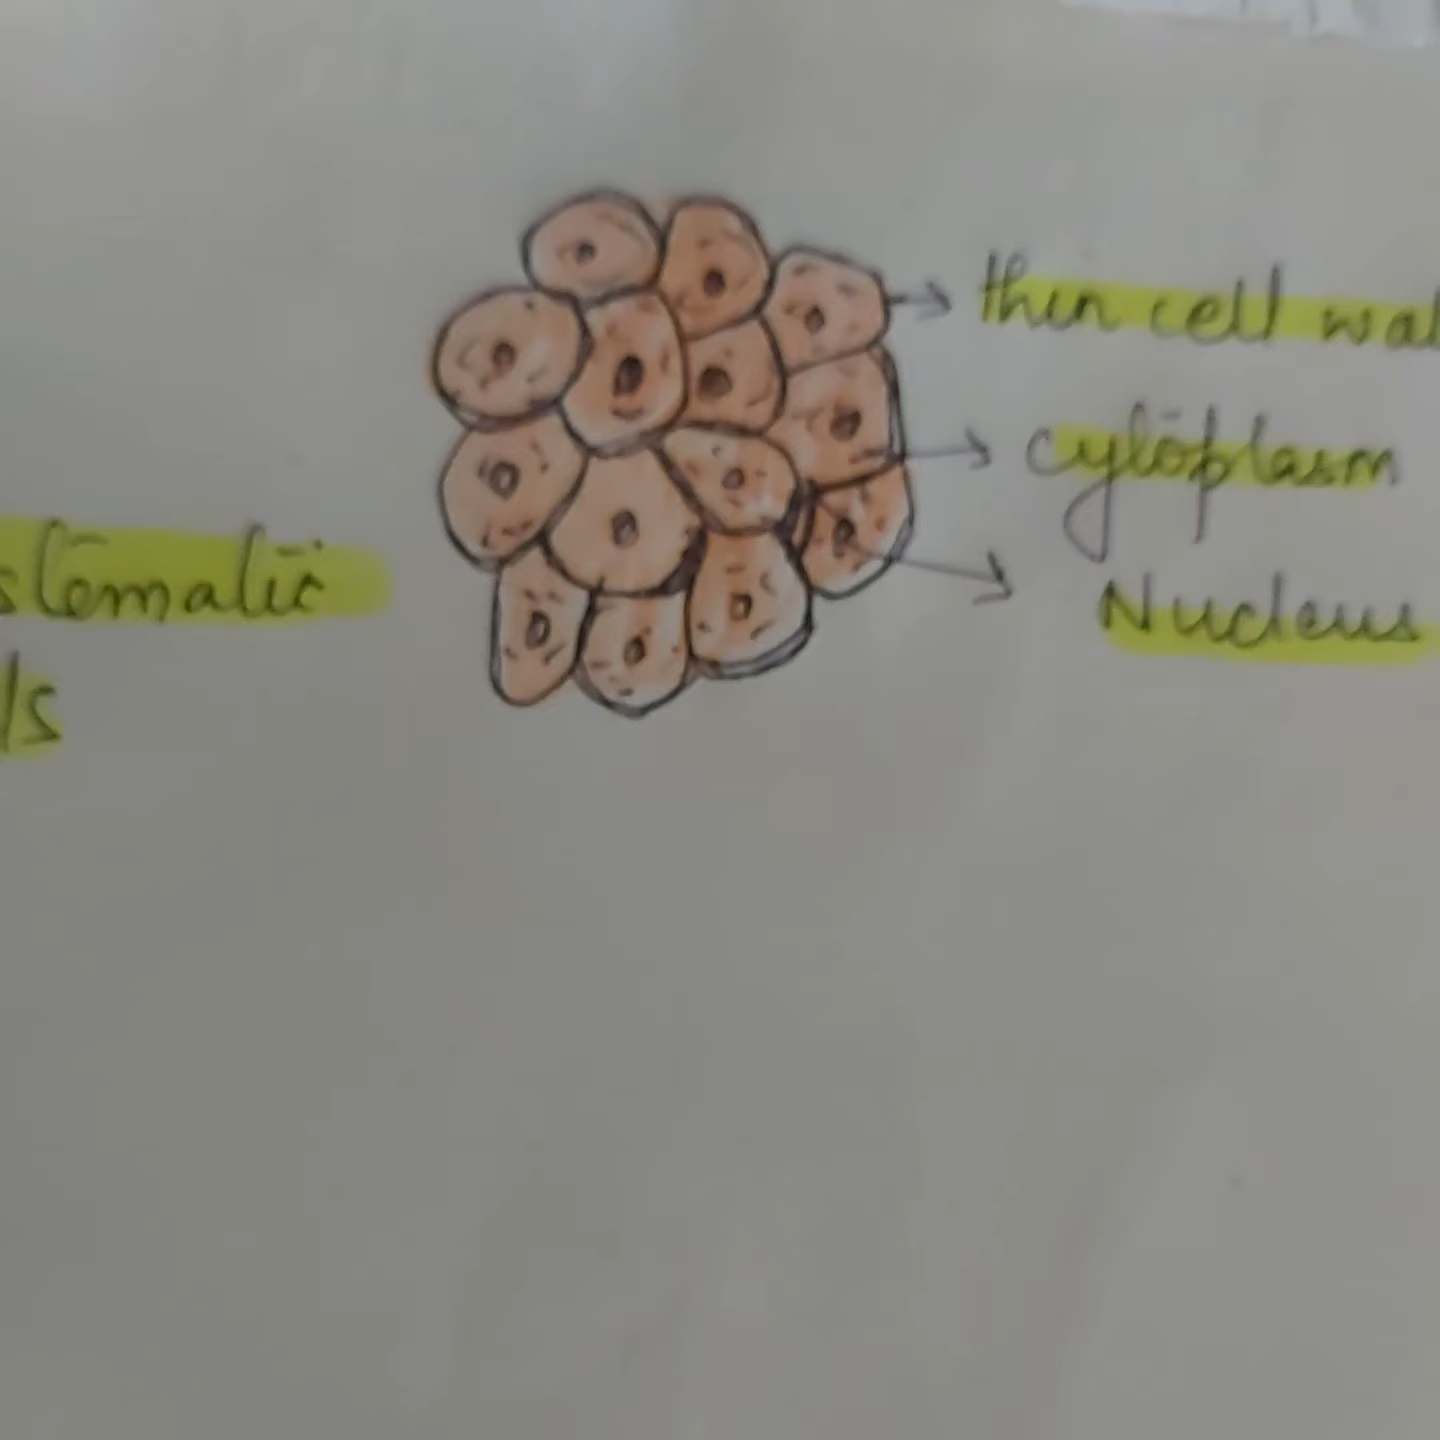 thin cell wal
cytoplasm
stematic
Nucleus
ls